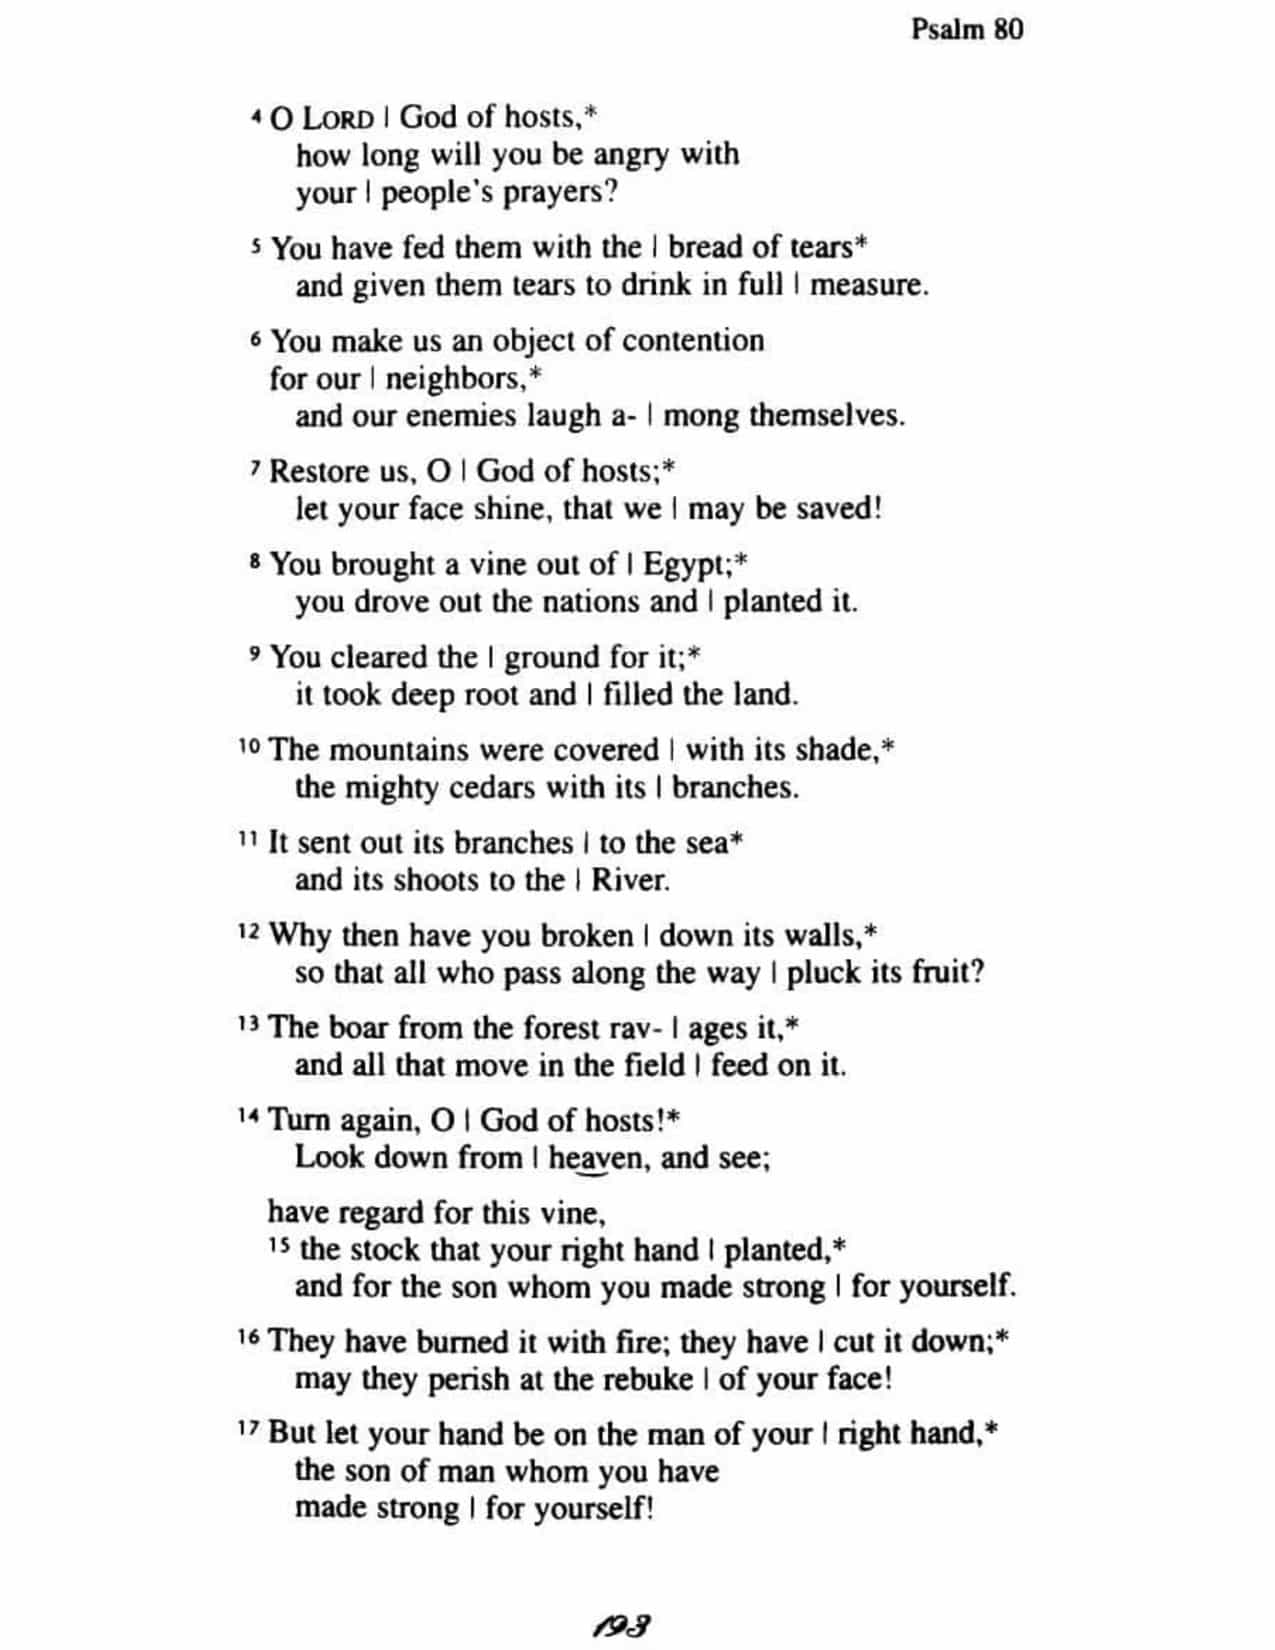 Psalm 80
4 O LORD | God of hosts,*
how long will you be angry with
your | people's prayers?
5 You have fed them with the | bread of tears*
and given them tears to drink in full | measure.
6 You make us an object of contention
for our | neighbors,*
and our enemies laugh a- | mong themselves.
7 Restore us, O | God of hosts;*
let your face shine, that we | may be saved!
8 You brought a vine out of | Egypt;*
you drove out the nations and | planted it.
9 You cleared the | ground for it;*
it took deep root and | filled the land.
10 The mountains were covered | with its shade,*
the mighty cedars with its | branches.
11 It sent out its branches | to the sea*
and its shoots to the | River.
12 Why then have you broken | down its walls,*
so that all who pass along the way | pluck its fruit?
13 The boar from the forest rav- | ages it,*
and all that move in the field | feed on it.
14 Turn again, O | God of hosts!*
Look down from | heaven, and see;
have regard for this vine,
15 the stock that your right hand | planted,*
and for the son whom you made strong | for yourself.
16 They have burned it with fire; they have | cut it down;*
may they perish at the rebuke | of your face!
17 But let your hand be on the man of your | right hand,*
the son of man whom you have
made strong | for yourself!
193